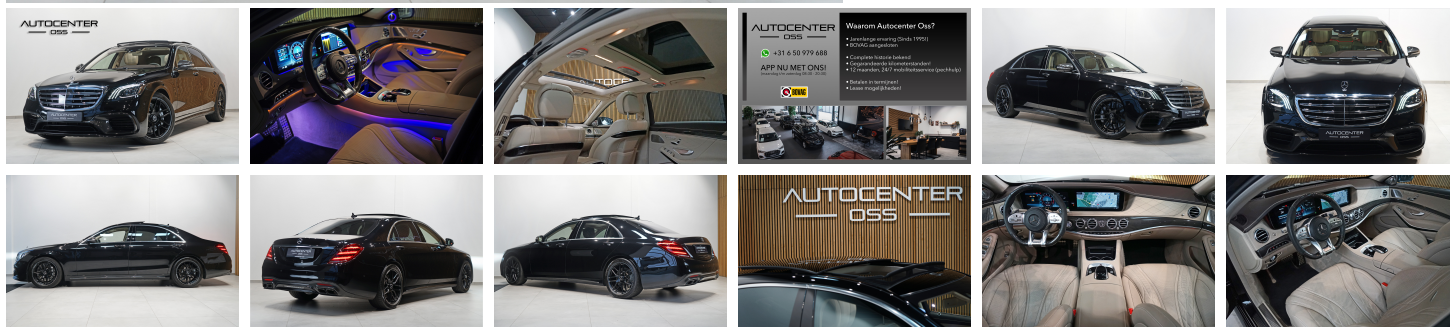 AUTOCENTER
OSS
AUTOCENTER
OSS
+31 6 50 979 688
APP NU MET ONS!
BOVAG
Waarom Autocenter Oss?
• Jarenlange ervaring (Sinds 1995!)
• BOVAG aangesloten
• Complete historie bekend
• Gegarandeerde kilometerstanden!
• 12 maanden, 24/7 mobiliteitsservice (pechhulp)
• Betalen in termijnen!
• Lease mogelijkheden!
AUTOCENTER
AUTOCENTER
OSS